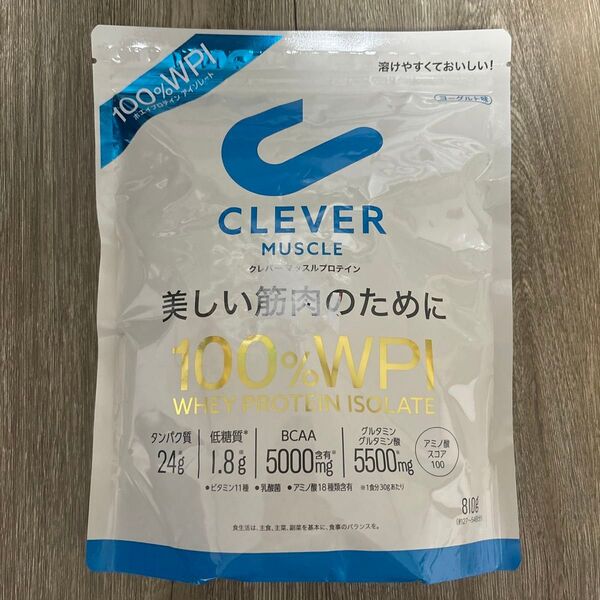 100%WPI
ホエイプロテイン アイソレート
溶けやすくておいしい!
ヨーグルト味
CLEVER
MUSCLE
クレバーマッスルプロテイン
美しい筋肉のために
100%WPI
WHEY PROTEIN ISOLATE
タンパク質
24g※
低糖質※
1.8g※
BCAA
5000mg※
含有
グルタミン
グルタミン酸
5500mg※
アミノ酸
スコア
100
●ビタミン11種 ●乳酸菌 ●アミノ酸18種類含有 ※1食分30gあたり
810g
食生活は、主食、主菜、副菜を基本に、食事のバランスを。